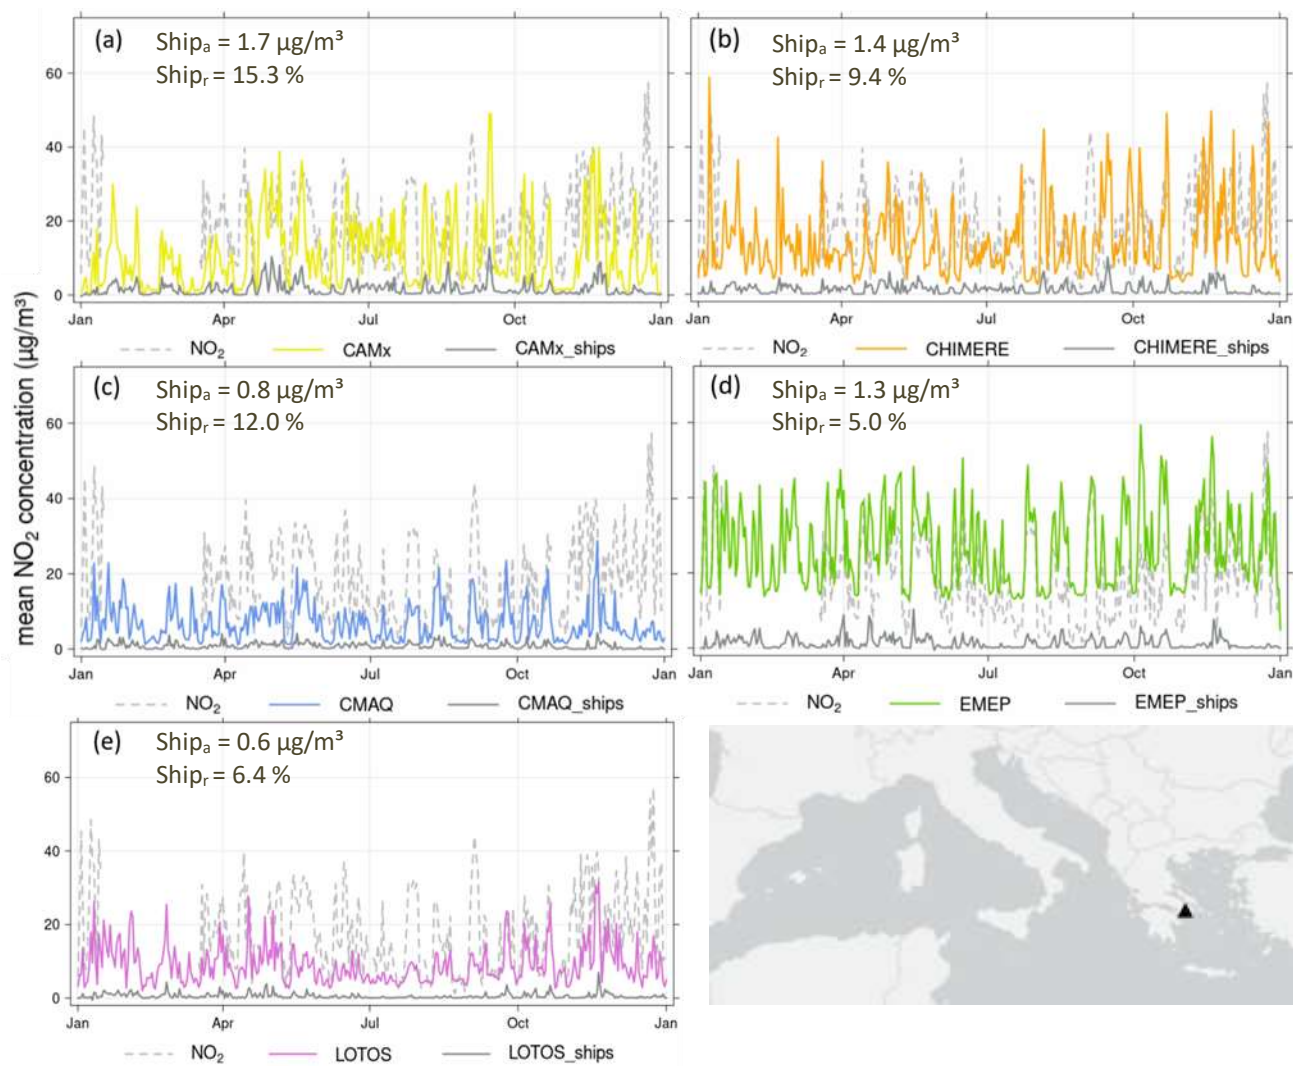 (a) Shipₐ = 1.7 µg/m³
Shipᵣ = 15.3 %
60
40
20
0
Jan Apr Jul Oct Jan
NO₂ CAMx CAMx_ships
(b) Shipₐ = 1.4 µg/m³
Shipᵣ = 9.4 %
Jan Apr Jul Oct Jan
NO₂ CHIMERE CHIMERE_ships
mean NO₂ concentration (µg/m³)
(c) Shipₐ = 0.8 µg/m³
Shipᵣ = 12.0 %
60
40
20
0
Jan Apr Jul Oct Jan
NO₂ CMAQ CMAQ_ships
(d) Shipₐ = 1.3 µg/m³
Shipᵣ = 5.0 %
Jan Apr Jul Oct Jan
NO₂ EMEP EMEP_ships
(e) Shipₐ = 0.6 µg/m³
Shipᵣ = 6.4 %
60
40
20
0
Jan Apr Jul Oct Jan
NO₂ LOTOS LOTOS_ships